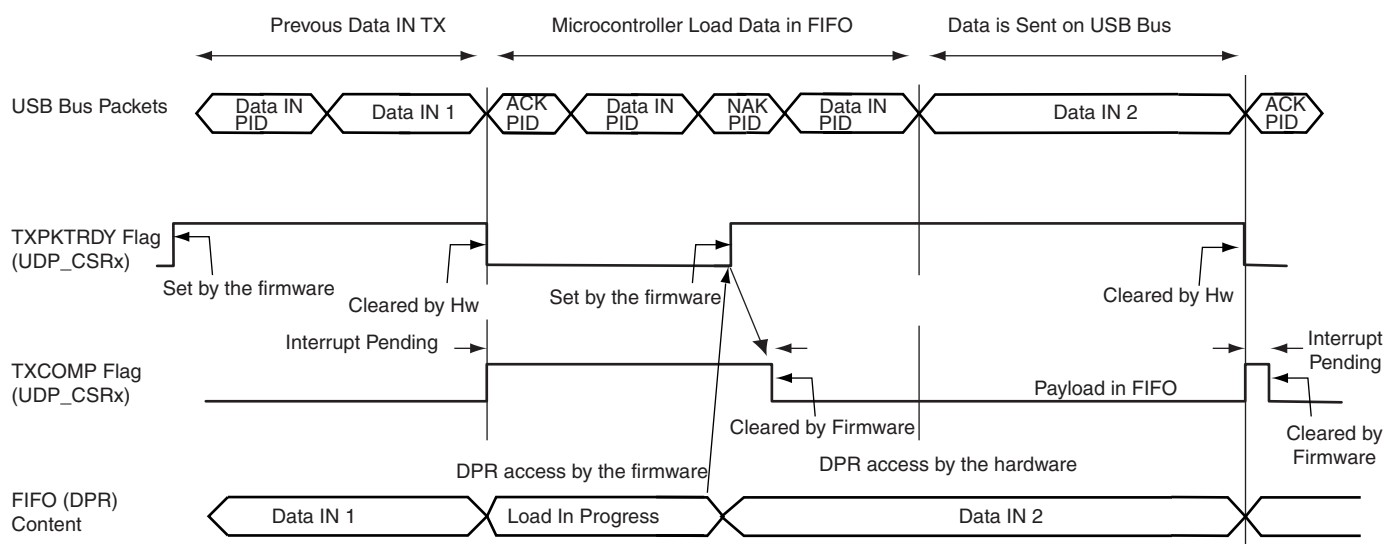 Prevous Data IN TX
Microcontroller Load Data in FIFO
Data is Sent on USB Bus
USB Bus Packets
Data IN
PID
Data IN 1
ACK
PID
Data IN
PID
NAK
PID
Data IN
PID
Data IN 2
ACK
PID
TXPKTRDY Flag
(UDP_CSRx)
Set by the firmware
Cleared by Hw
Set by the firmware
Cleared by Hw
Interrupt Pending
Interrupt
Pending
TXCOMP Flag
(UDP_CSRx)
Payload in FIFO
Cleared by Firmware
Cleared by
Firmware
DPR access by the firmware
DPR access by the hardware
FIFO (DPR)
Content
Data IN 1
Load In Progress
Data IN 2